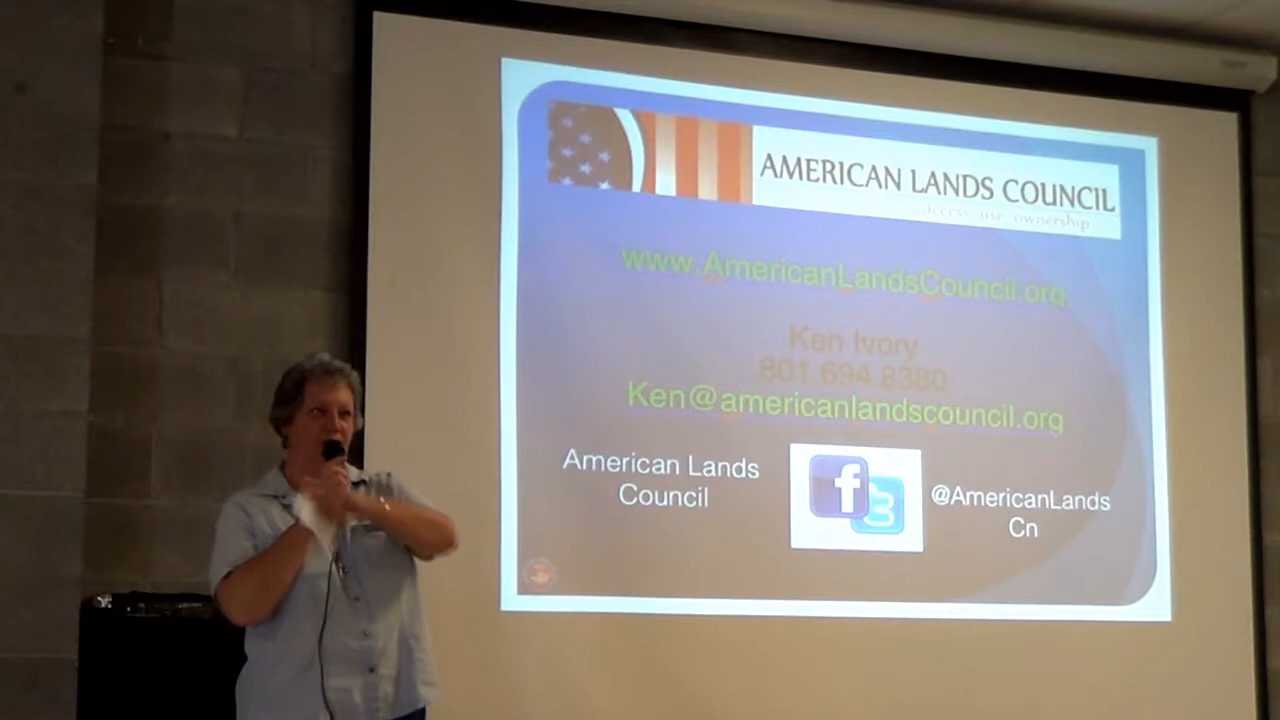 AMERICAN LANDS COUNCIL
access use ownership
www.AmericanLandsCouncil.org
Ken Ivory
801.694.8380
Ken@americanlandscouncil.org
American Lands
Council
f
t
@AmericanLands
Cn